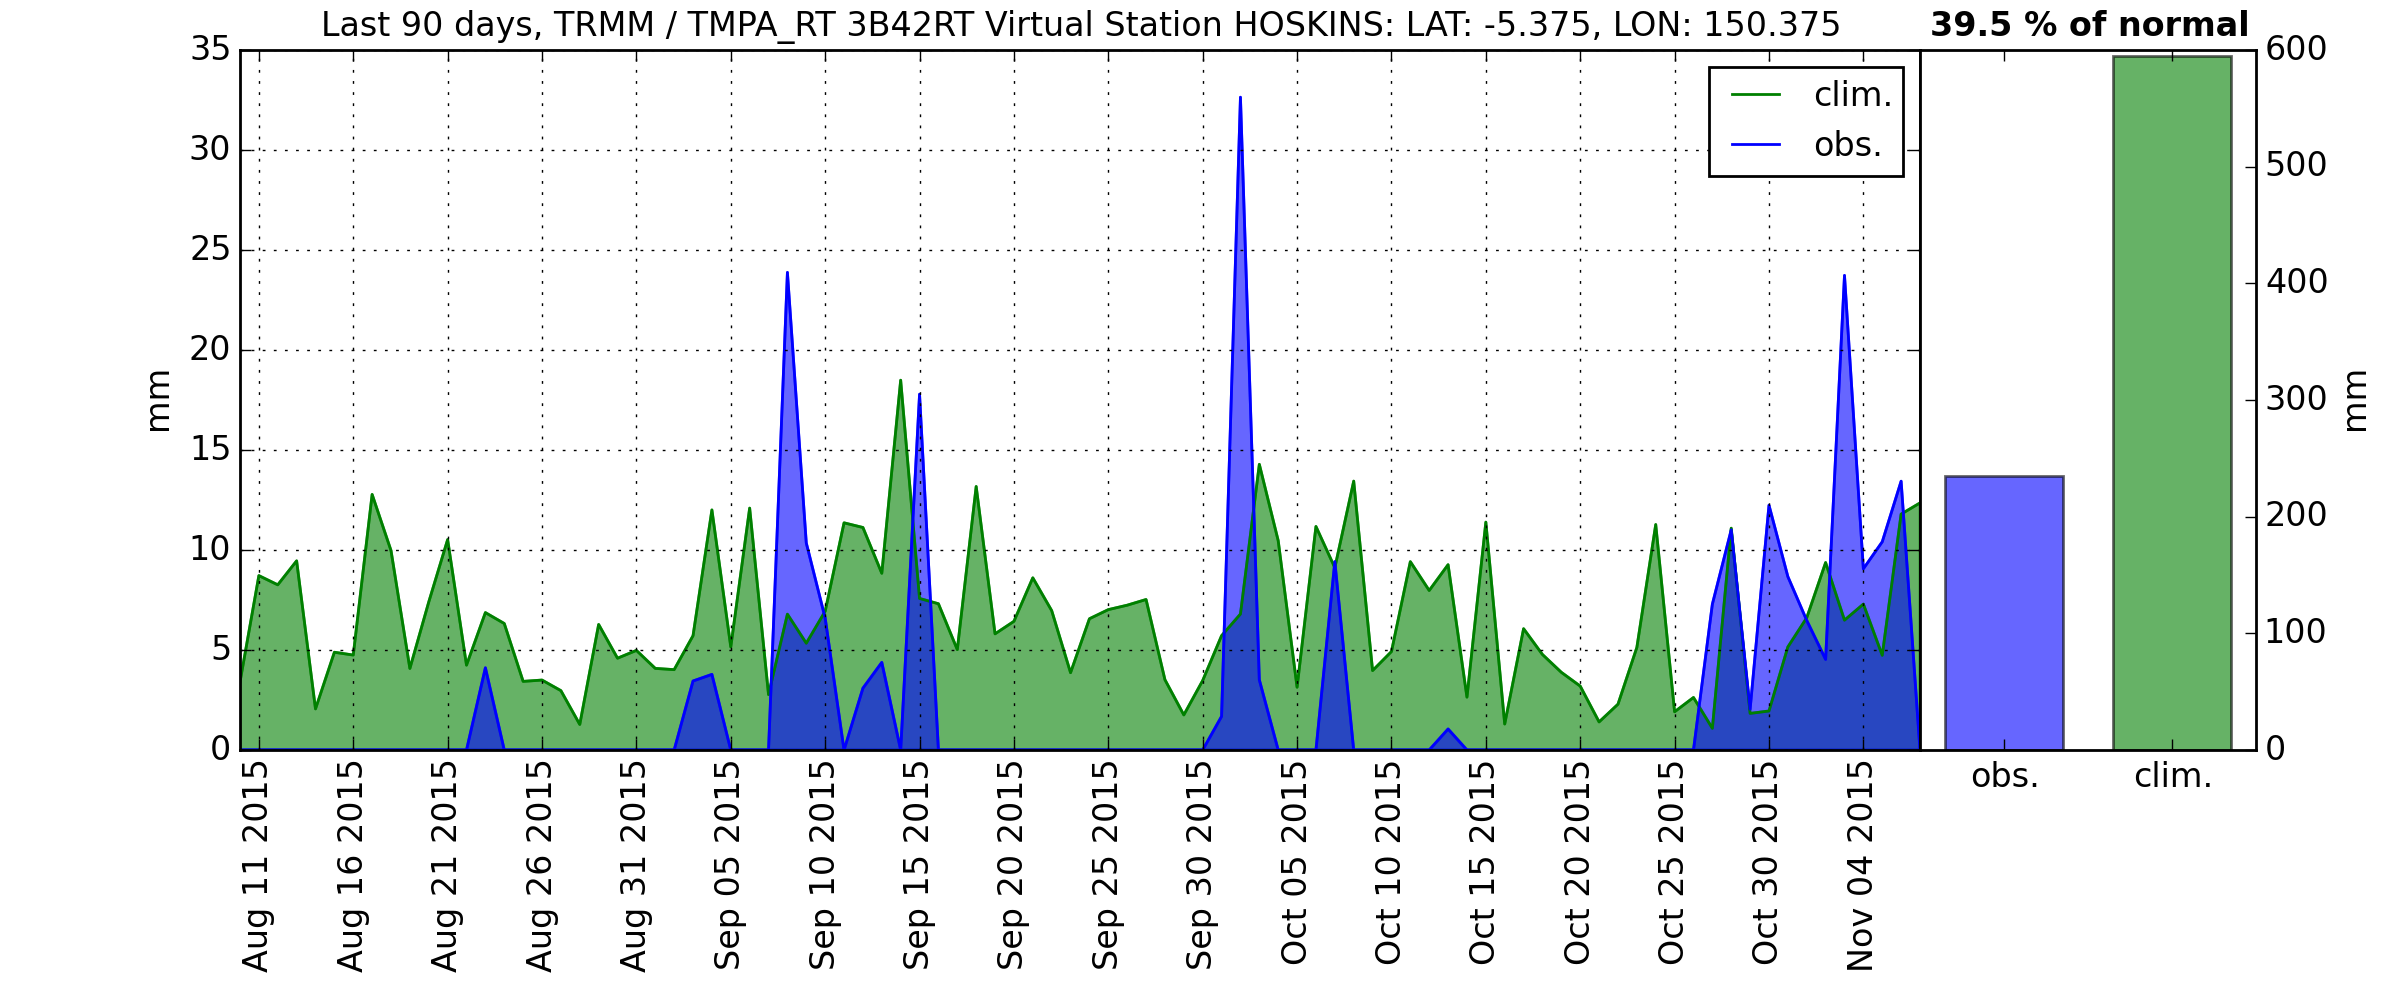 Last 90 days, TRMM / TMPA_RT 3B42RT Virtual Station HOSKINS: LAT: -5.375, LON: 150.375
39.5 % of normal
35
30
25
20
15
10
5
0
mm
clim.
obs.
600
500
400
300
200
100
0
mm
Aug 11 2015
Aug 16 2015
Aug 21 2015
Aug 26 2015
Aug 31 2015
Sep 05 2015
Sep 10 2015
Sep 15 2015
Sep 20 2015
Sep 25 2015
Sep 30 2015
Oct 05 2015
Oct 10 2015
Oct 15 2015
Oct 20 2015
Oct 25 2015
Oct 30 2015
Nov 04 2015
obs.
clim.